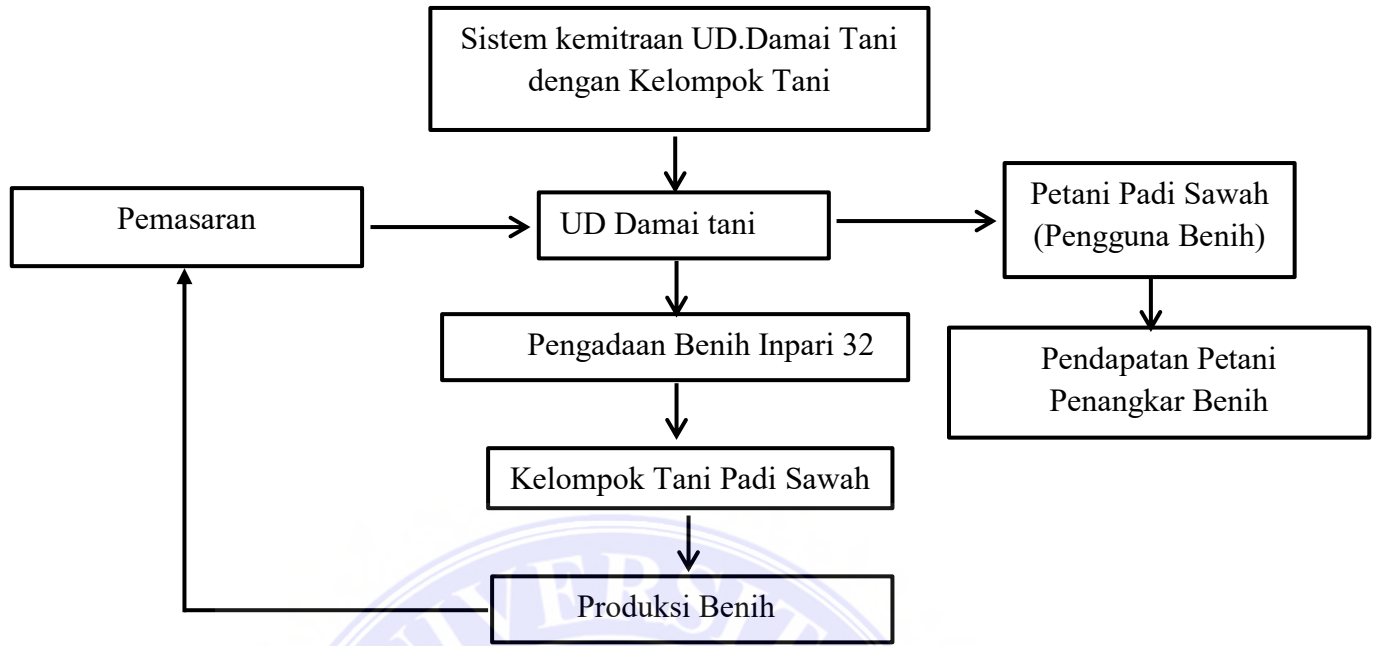 Sistem kemitraan UD.Damai Tani
dengan Kelompok Tani
Pemasaran
UD Damai tani
Petani Padi Sawah
(Pengguna Benih)
Pengadaan Benih Inpari 32
Pendapatan Petani
Penangkar Benih
Kelompok Tani Padi Sawah
Produksi Benih